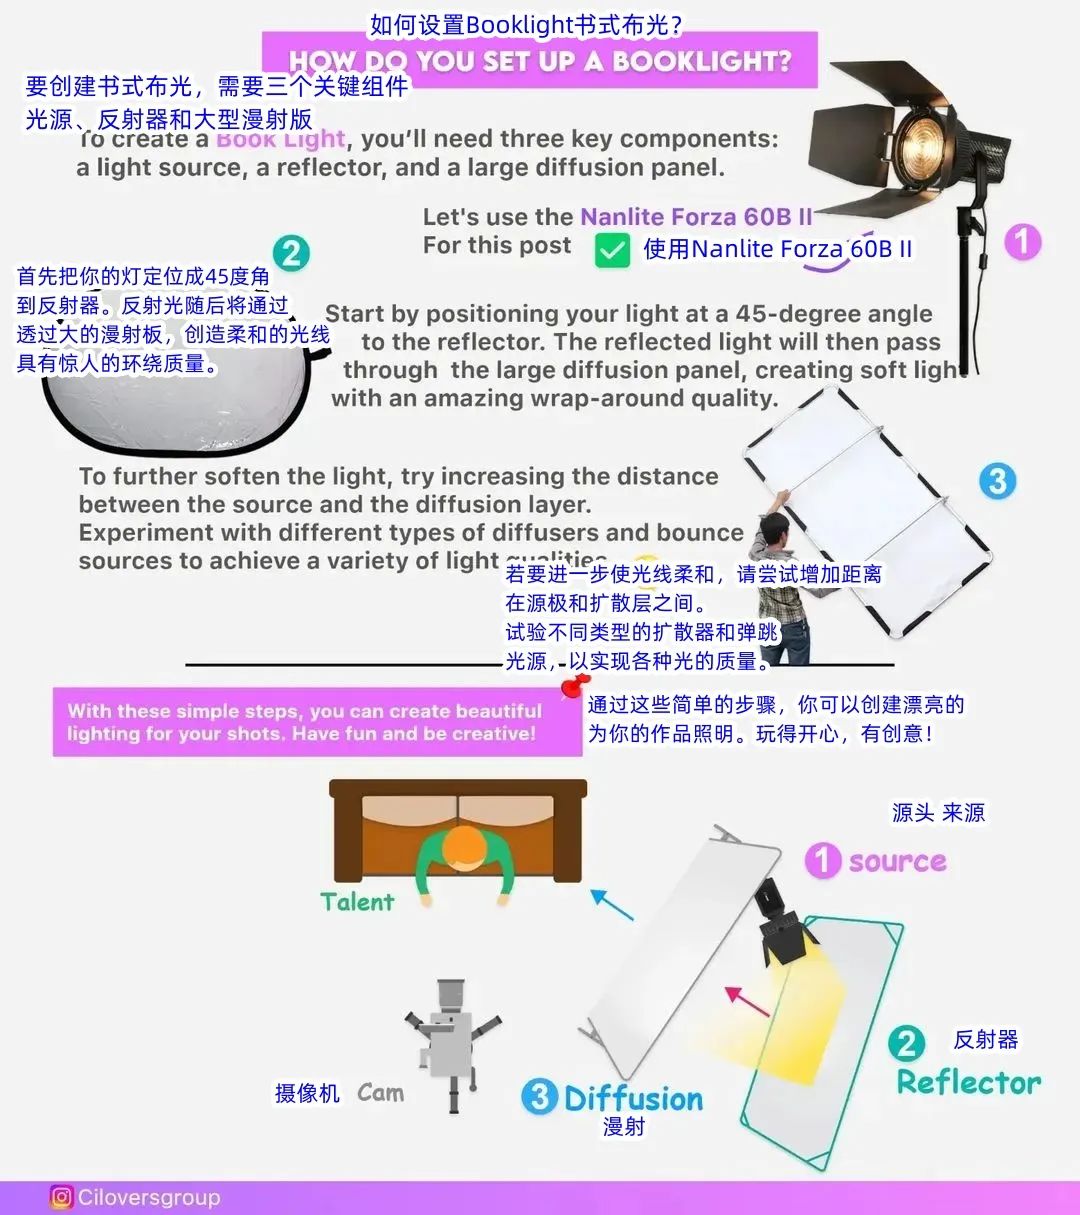 如何设置Booklight书式布光？
HOW DO YOU SET UP A BOOKLIGHT?
要创建书式布光，需要三个关键组件
光源、反射器和大型漫射版
To create a Book Light, you’ll need three key components:
a light source, a reflector, and a large diffusion panel.
Let's use the Nanlite Forza 60B II
For this post ✅ 使用Nanlite Forza 60B II
1
2
首先把你的灯定位成45度角
到反射器。反射光随后将通过
透过大的漫射板，创造柔和的光线
具有惊人的环绕质量。
Start by positioning your light at a 45-degree angle
to the reflector. The reflected light will then pass
through the large diffusion panel, creating soft light
with an amazing wrap-around quality.
3
To further soften the light, try increasing the distance
between the source and the diffusion layer.
Experiment with different types of diffusers and bounce
sources to achieve a variety of light qualities.
若要进一步使光线柔和，请尝试增加距离
在源极和扩散层之间。
试验不同类型的扩散器和弹跳
光源，以实现各种光的质量。
With these simple steps, you can create beautiful
lighting for your shots. Have fun and be creative!
通过这些简单的步骤，你可以创建漂亮的
为你的作品照明。玩得开心，有创意！
源头 来源
1 source
Talent
2 反射器
Reflector
摄像机 Cam
3 Diffusion
漫射
Ciloversgroup